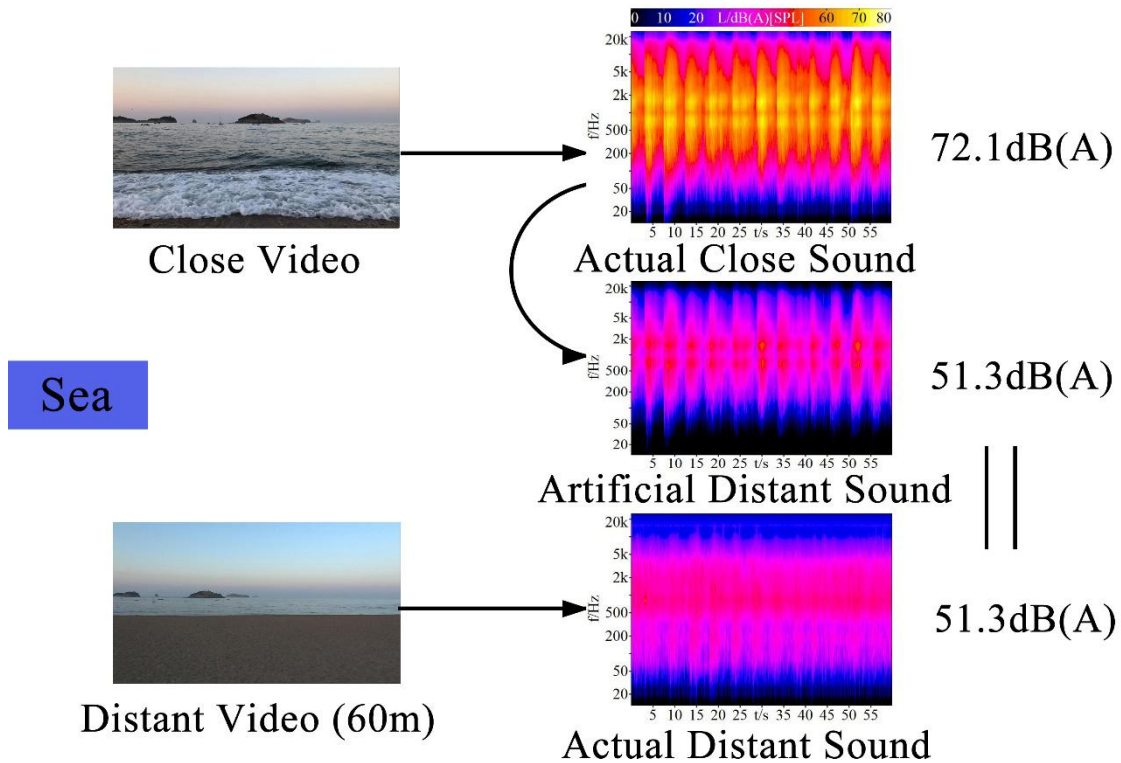 0 10 20 L/dB(A)[SPL] 60 70 80
20k
5k
2k
500
200
50
20
f/Hz
5 10 15 20 25 t/s 35 40 45 50 55
72.1dB(A)
Close Video
Actual Close Sound
20k
5k
2k
500
200
50
20
f/Hz
5 10 15 20 25 t/s 35 40 45 50 55
51.3dB(A)
Sea
Artificial Distant Sound
20k
5k
2k
500
200
50
20
f/Hz
5 10 15 20 25 t/s 35 40 45 50 55
51.3dB(A)
Distant Video (60m)
Actual Distant Sound